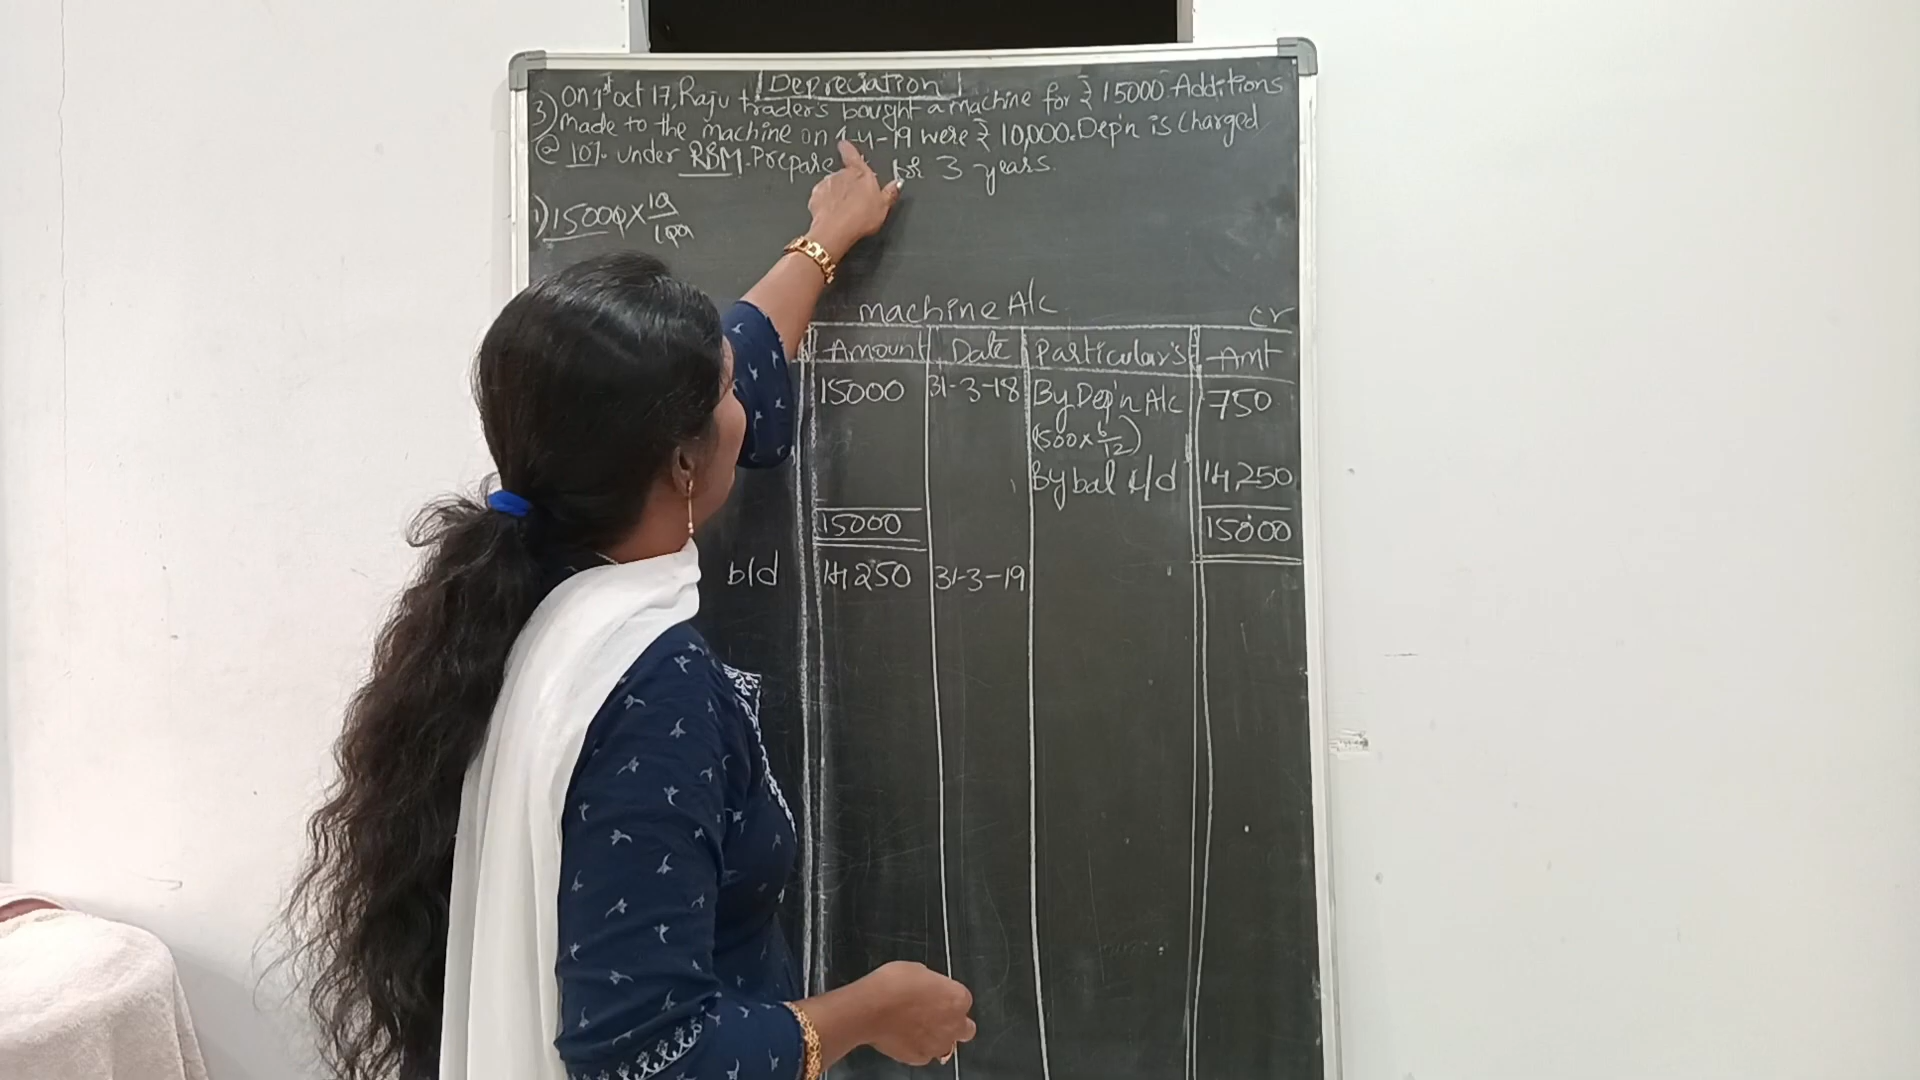 Depreciation
3) On 1st Oct 17, Raju traders bought a machine for ₹ 15000 Additions
made to the machine on 1-4-19 were ₹ 10,000. Dep'n is charged
@ 10% under RBM. Prepare for 3 years.
1) 15000 × 10/100
machine A/c cr
Amount Date Particular's Amt
15000 31-3-18 By Dep'n A/c 750
(1500 × 6/12)
By bal c/d 14,250
15000 15000
b/d 14,250 31-3-19